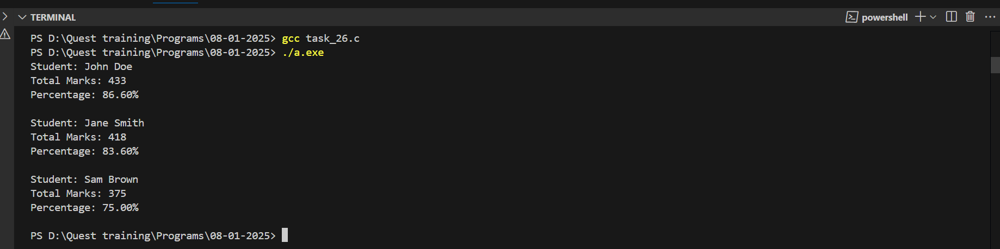 TERMINAL
powershell
PS D:\Quest training\Programs\08-01-2025> gcc task_26.c
PS D:\Quest training\Programs\08-01-2025> ./a.exe
Student: John Doe
Total Marks: 433
Percentage: 86.60%
Student: Jane Smith
Total Marks: 418
Percentage: 83.60%
Student: Sam Brown
Total Marks: 375
Percentage: 75.00%
PS D:\Quest training\Programs\08-01-2025>